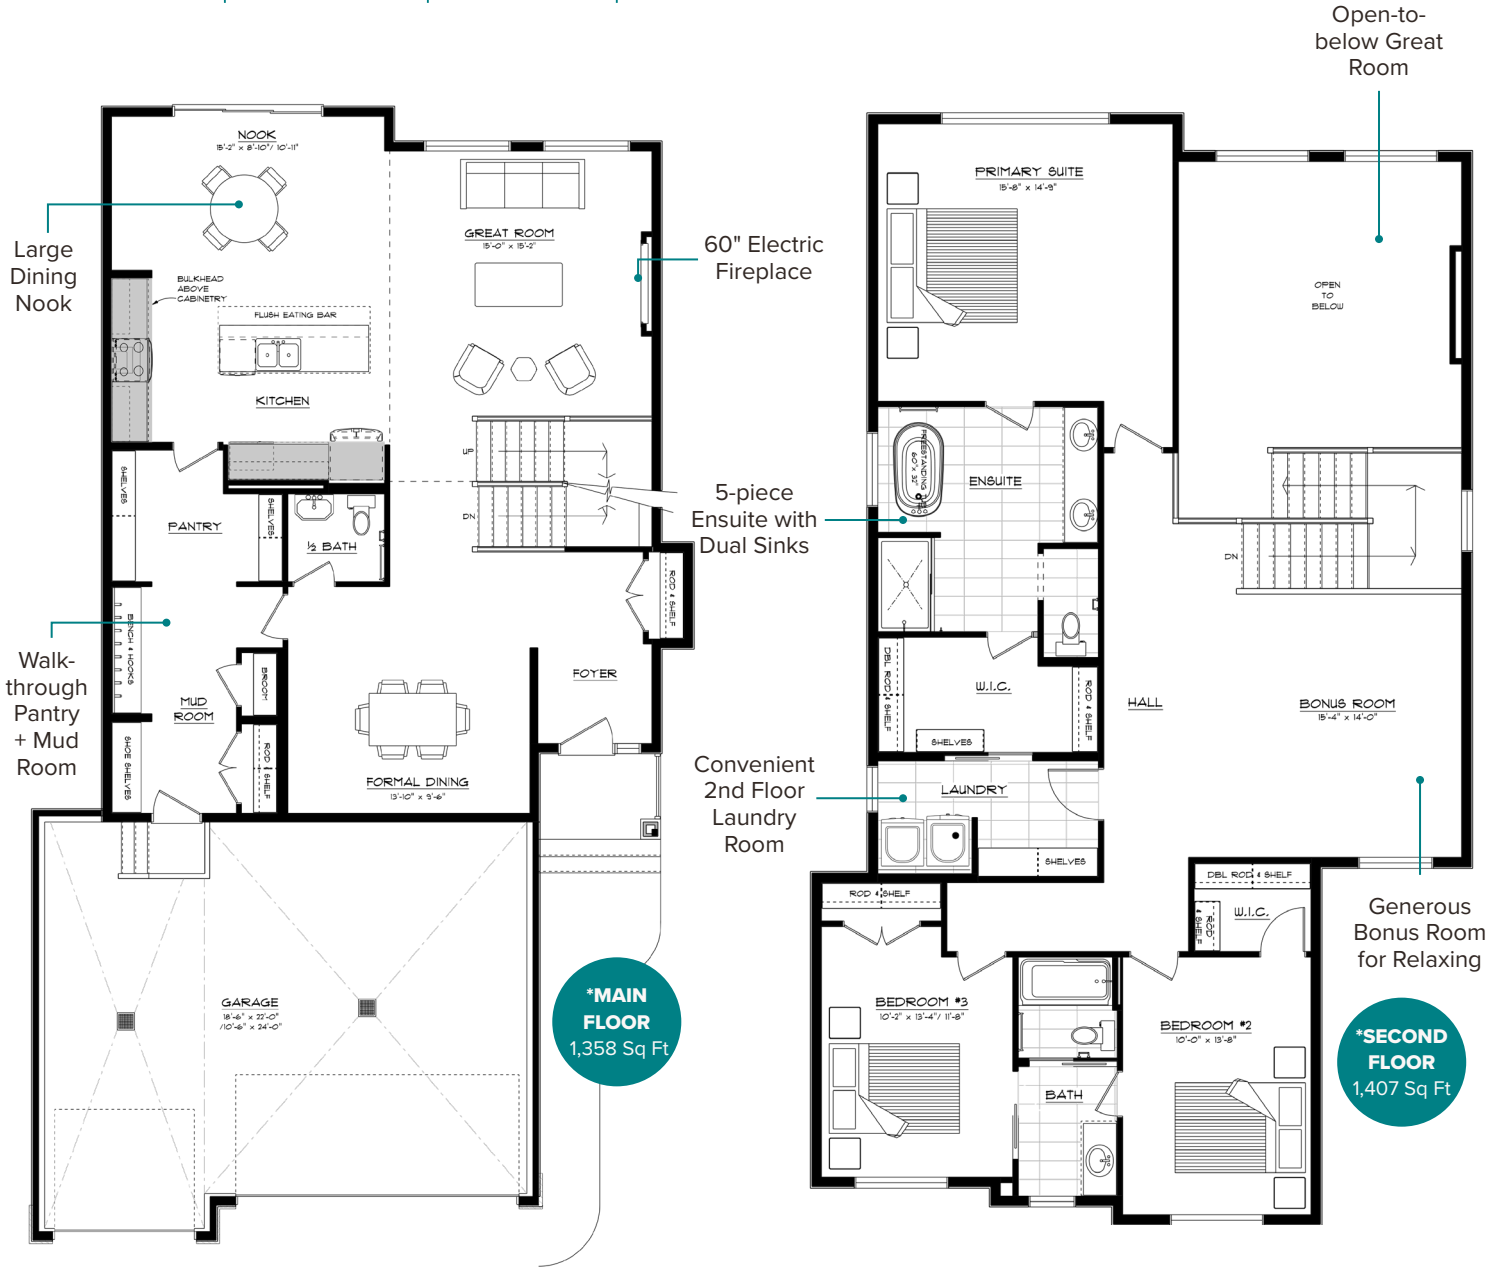 NOOK
15'-2" x 8'-10"/ 10'-11"
Large
Dining
Nook
GREAT ROOM
15'-0" x 15'-2"
60" Electric
Fireplace
BULKHEAD
ABOVE
CABINETRY
FLUSH EATING BAR
KITCHEN
UP
DN
SHELVES
PANTRY
SHELVES
½ BATH
ROD & SHELF
BENCH & HOOKS
Walk-
through
Pantry
+ Mud
Room
MUD
ROOM
BROOM
FOYER
SHOE SHELVES
ROD & SHELF
FORMAL DINING
13'-10" x 9'-6"
GARAGE
18'-6" x 22'-0"
/10'-6" x 24'-0"
*MAIN
FLOOR
1,358 Sq Ft
Open-to-
below Great
Room
PRIMARY SUITE
15'-8" x 14'-9"
OPEN
TO
BELOW
FREESTANDING TUB
60" x 32"
ENSUITE
5-piece
Ensuite with
Dual Sinks
DN
DBL ROD & SHELF
W.I.C.
ROD & SHELF
SHELVES
HALL
BONUS ROOM
15'-4" x 14'-0"
Convenient
2nd Floor
Laundry
Room
LAUNDRY
SHELVES
ROD & SHELF
DBL ROD & SHELF
W.I.C.
ROD
& SHELF
Generous
Bonus Room
for Relaxing
BEDROOM #3
10'-2" x 13'-4"/ 11'-8"
BEDROOM #2
10'-0" x 13'-8"
BATH
*SECOND
FLOOR
1,407 Sq Ft